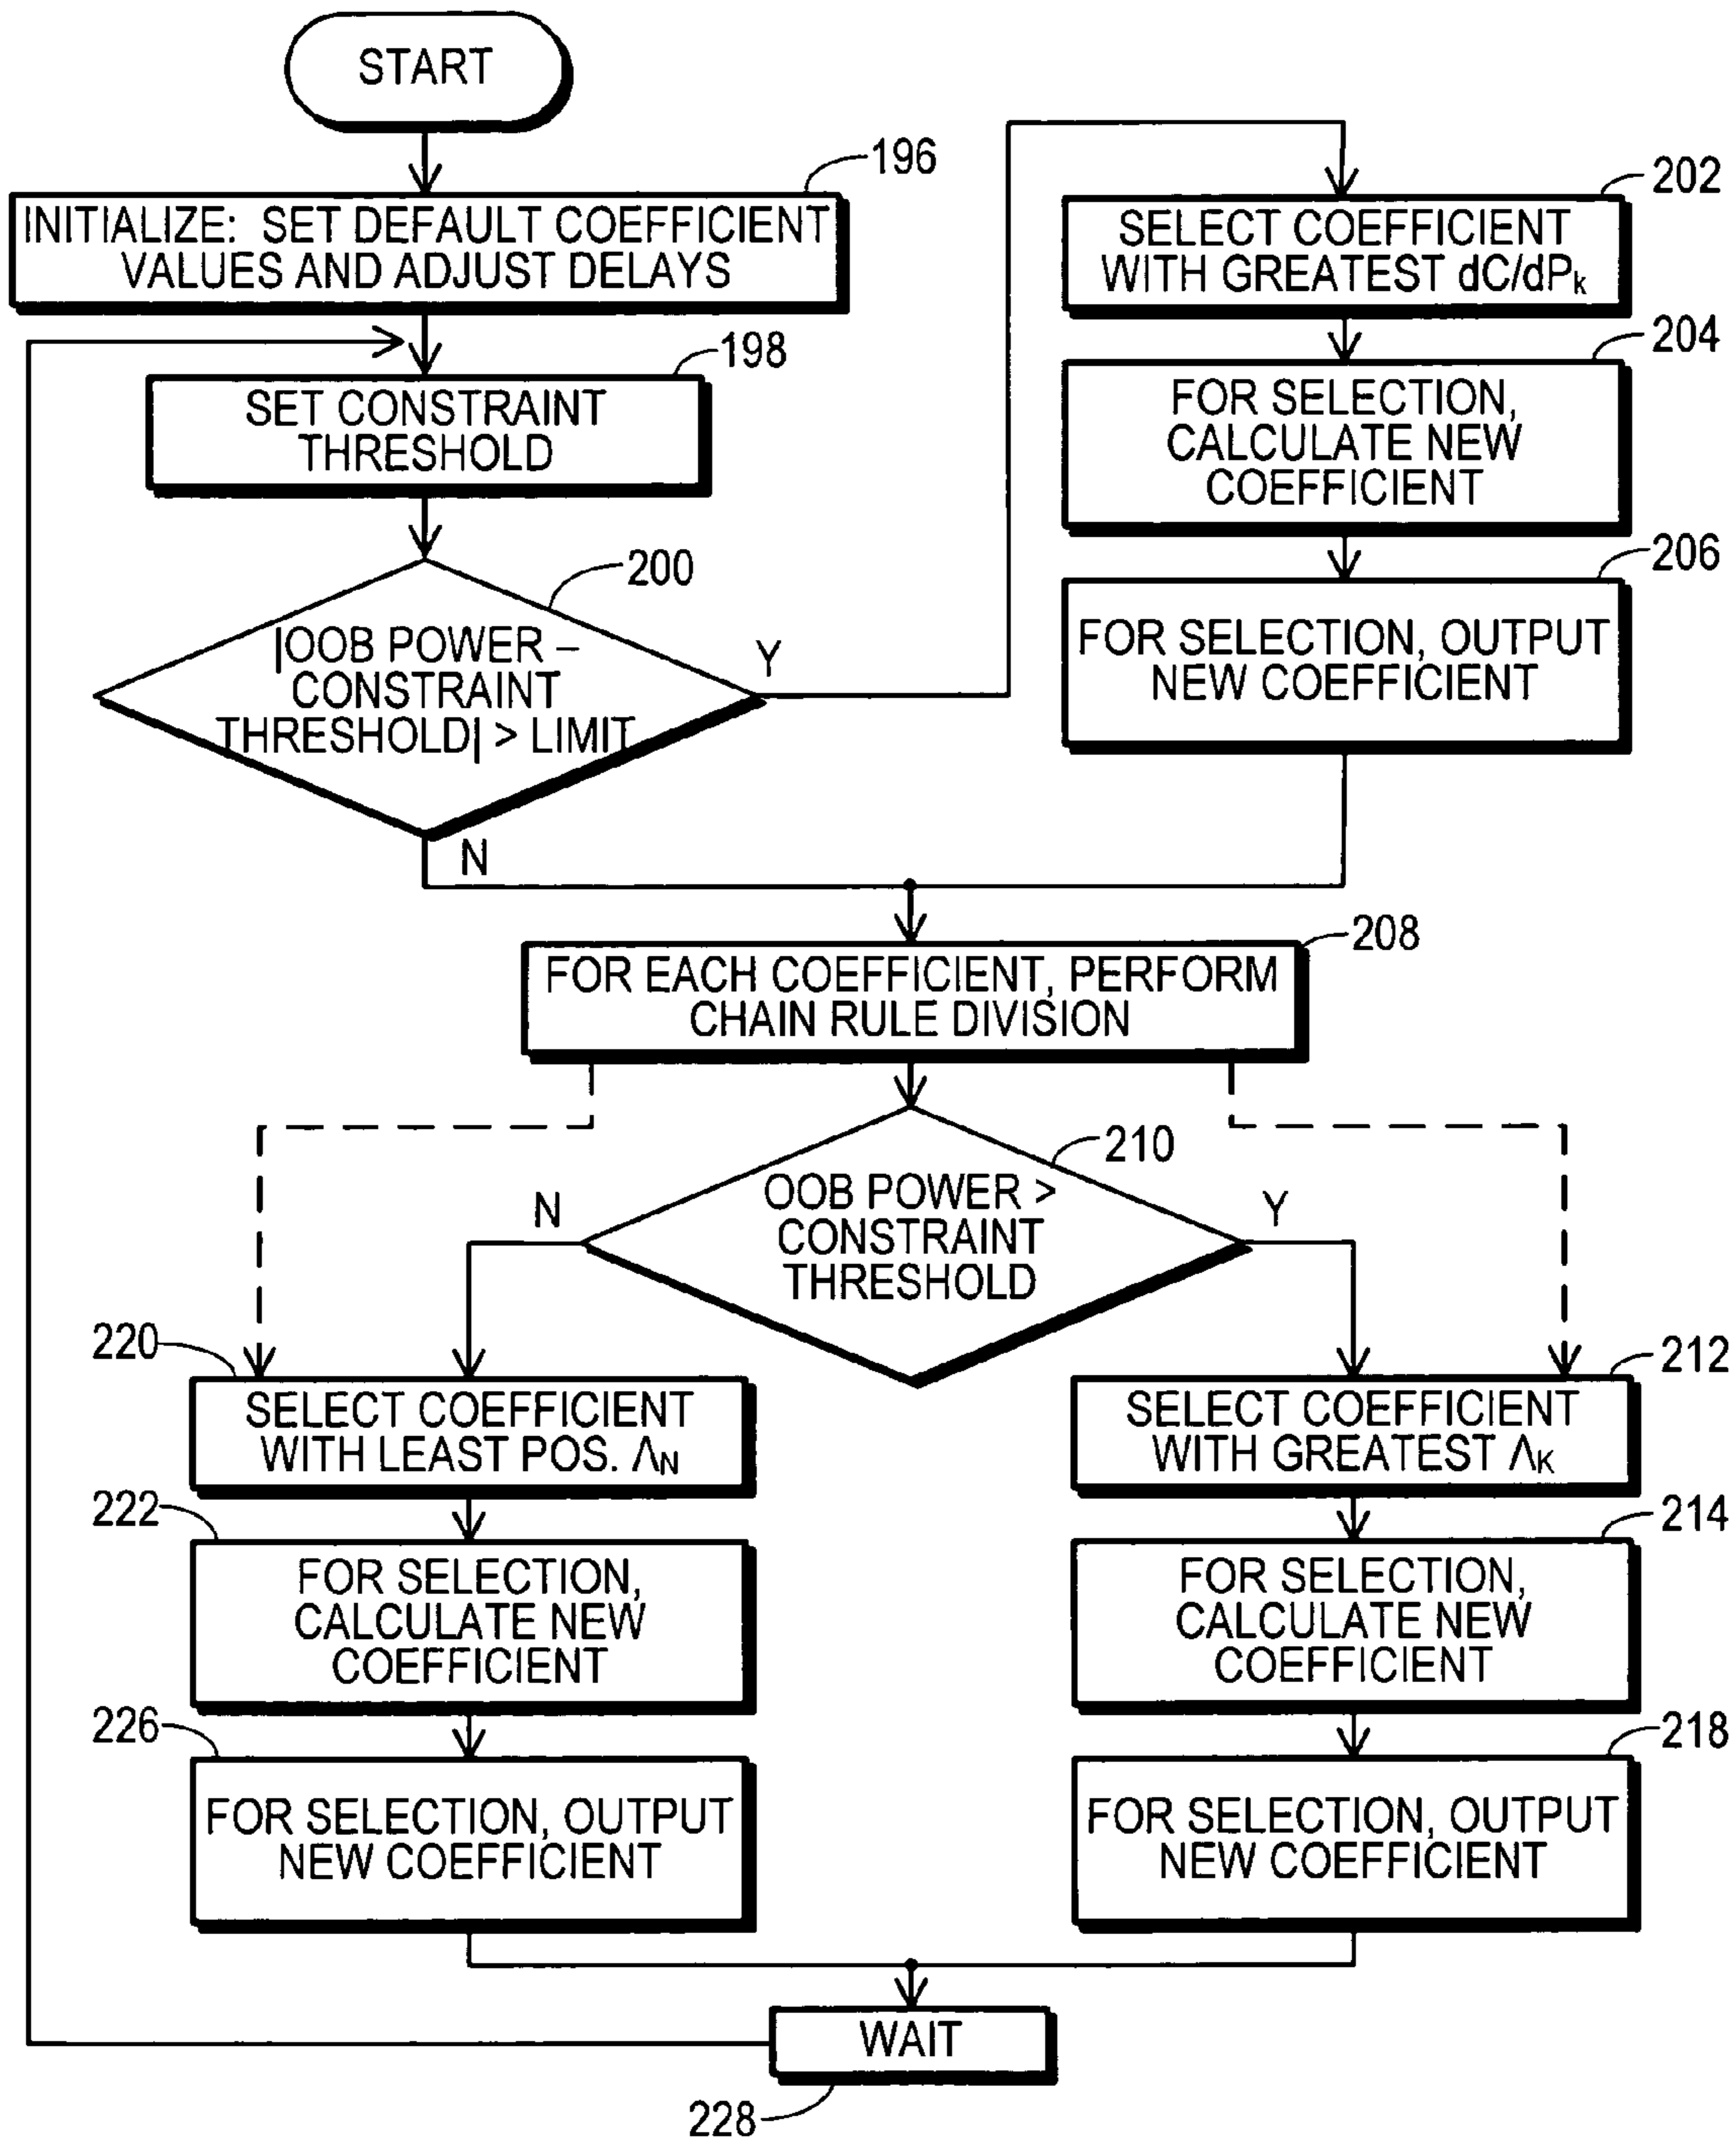 START
196
INITIALIZE: SET DEFAULT COEFFICIENT
VALUES AND ADJUST DELAYS
198
SET CONSTRAINT
THRESHOLD
200
|OOB POWER –
CONSTRAINT
THRESHOLD| > LIMIT
Y
N
202
SELECT COEFFICIENT
WITH GREATEST dC/dPk
204
FOR SELECTION,
CALCULATE NEW
COEFFICIENT
206
FOR SELECTION, OUTPUT
NEW COEFFICIENT
208
FOR EACH COEFFICIENT, PERFORM
CHAIN RULE DIVISION
210
OOB POWER >
CONSTRAINT
THRESHOLD
N
Y
220
SELECT COEFFICIENT
WITH LEAST POS. ΛN
222
FOR SELECTION,
CALCULATE NEW
COEFFICIENT
226
FOR SELECTION, OUTPUT
NEW COEFFICIENT
212
SELECT COEFFICIENT
WITH GREATEST ΛK
214
FOR SELECTION,
CALCULATE NEW
COEFFICIENT
218
FOR SELECTION, OUTPUT
NEW COEFFICIENT
WAIT
228